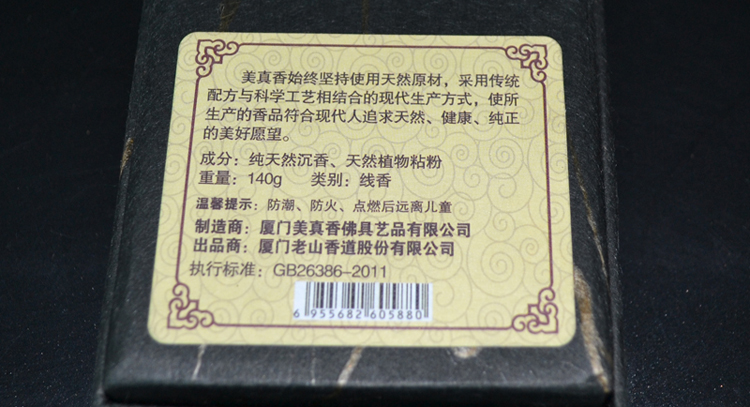 美真香始终坚持使用天然原材，采用传统
配方与科学工艺相结合的现代生产方式，使所
生产的香品符合现代人追求天然、健康、纯正
的美好愿望。
成分：纯天然沉香、天然植物粘粉
重量：140g 类别：线香
温馨提示：防潮、防火、点燃后远离儿童
制造商：厦门美真香佛具艺品有限公司
出品商：厦门老山香道股份有限公司
执行标准：GB26386-2011
6 955682 605880